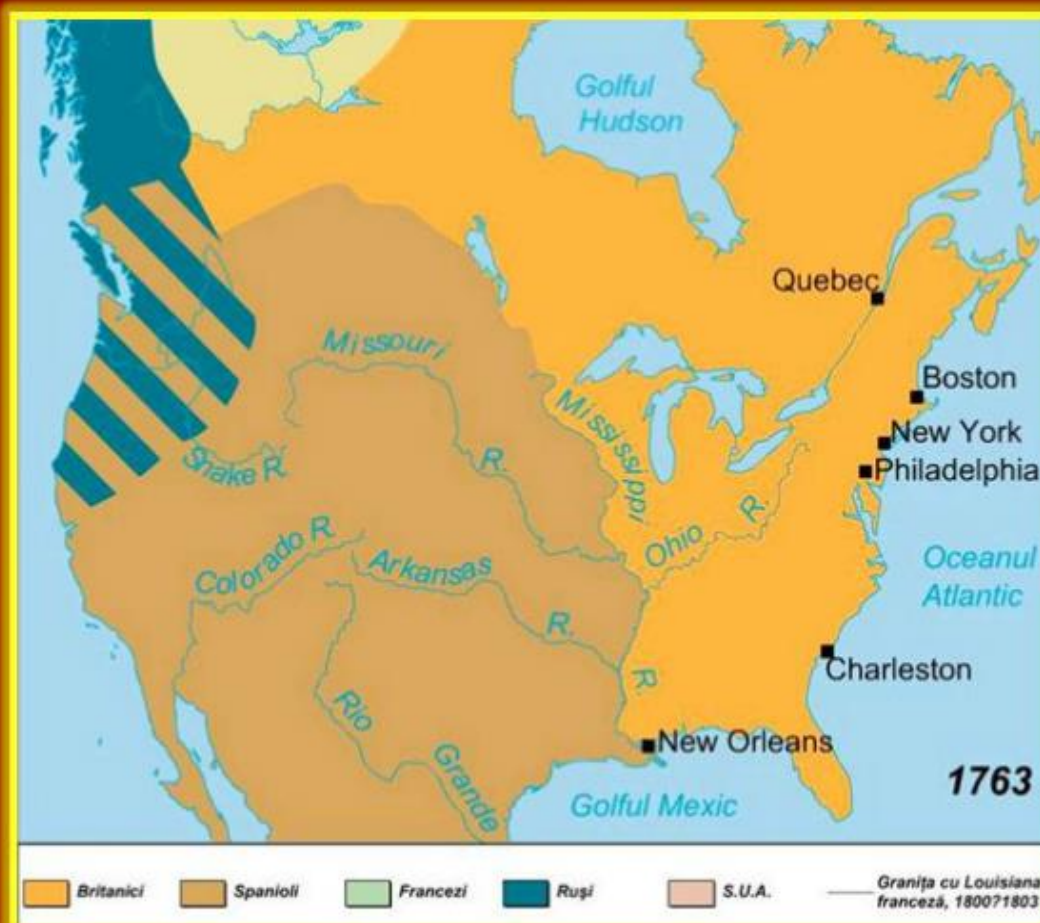 Golful
Hudson
Quebec
Missouri
R.
Mississippi
R.
Boston
New York
Philadelphia
Shake R.
Ohio R.
Colorado R.
Arkansas
R.
Oceanul
Atlantic
Charleston
Rio
Grande
New Orleans
Golful Mexic
1763
Britanici
Spanioli
Francezi
Ruşi
S.U.A.
Graniţa cu Louisiana
franceză, 1800?1803